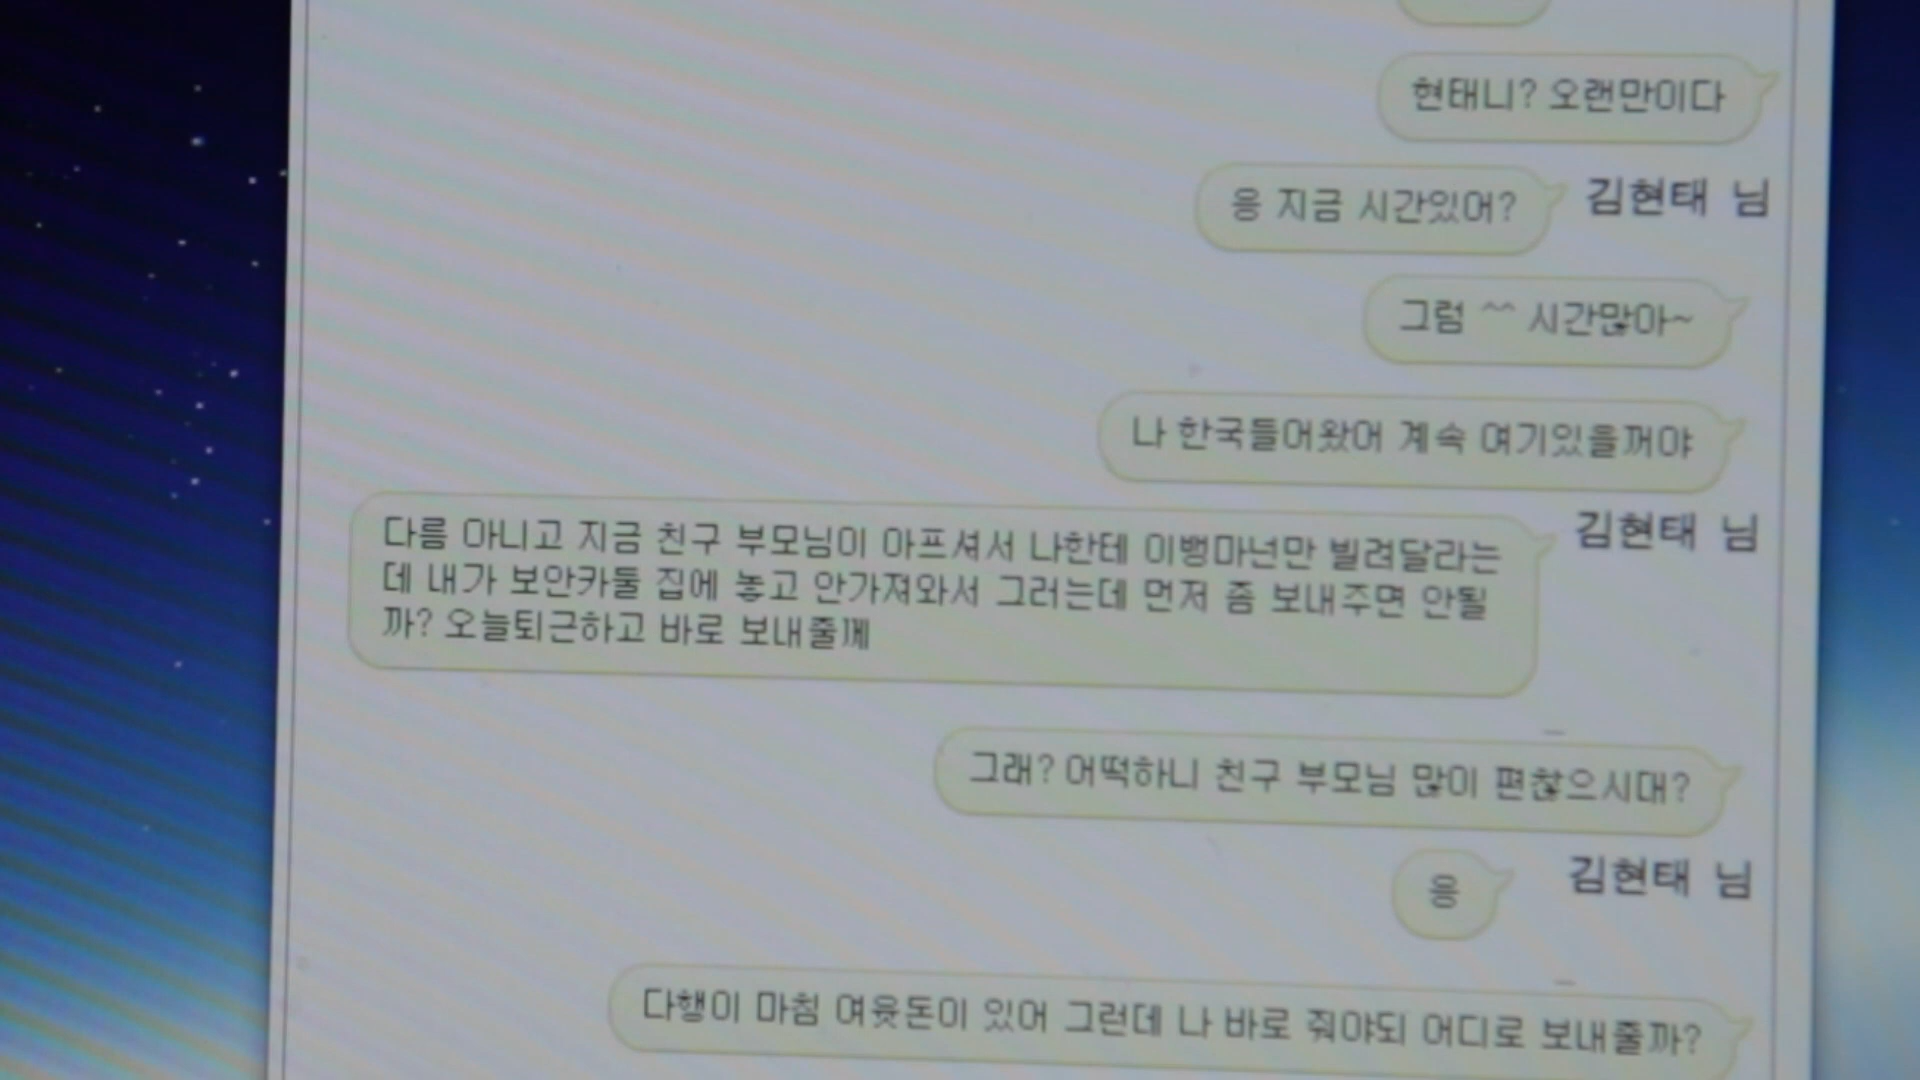 현태니? 오랜만이다
응 지금 시간있어?
김현태 님
그럼 ^^ 시간많아~
나 한국들어왔어 계속 여기있을꺼야
김현태 님
다름 아니고 지금 친구 부모님이 아프셔서 나한테 이뱅마넌만 빌려달라는
데 내가 보안카둘 집에 놓고 안가져와서 그러는데 먼저 좀 보내주면 안될
까? 오늘퇴근하고 바로 보내줄께
그래? 어떡하니 친구 부모님 많이 편찮으시대?
김현태 님
응
다행이 마침 여윳돈이 있어 그런데 나 바로 줘야되 어디로 보내줄까?